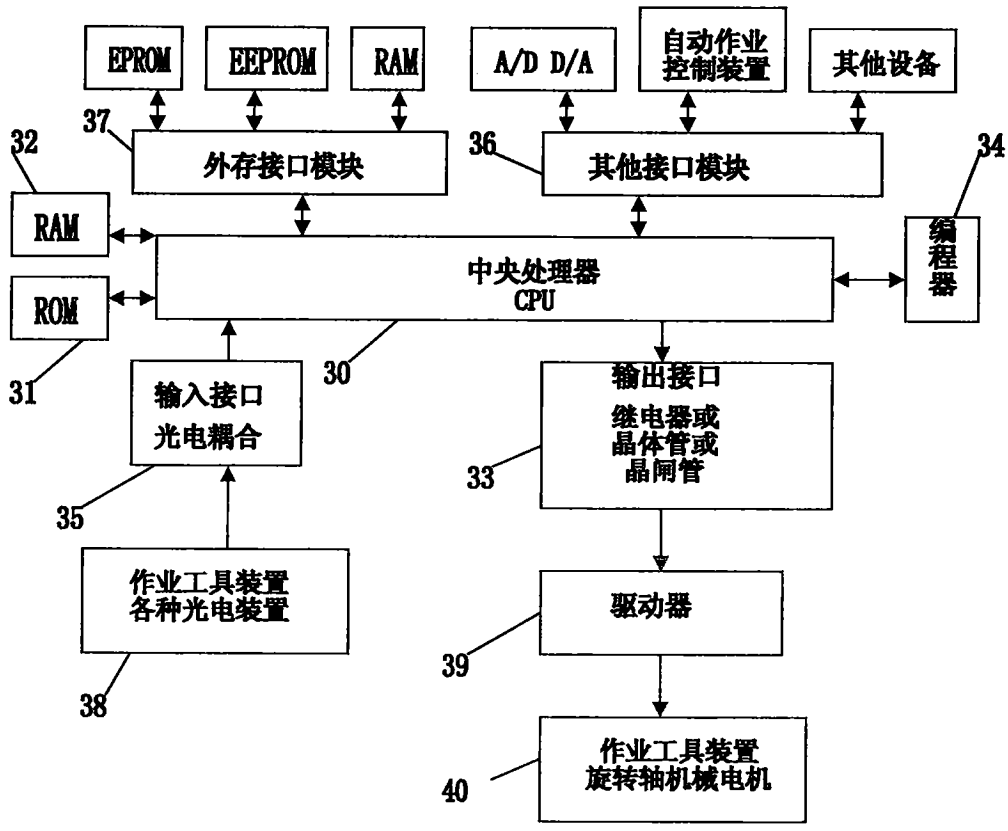 EPROM
EEPROM
RAM
A/D D/A
自动作业
控制装置
其他设备
37
外存接口模块
36
其他接口模块
34
编程器
32
RAM
中央处理器
CPU
ROM
31
30
输入接口
光电耦合
35
输出接口
继电器或
晶体管或
晶闸管
33
作业工具装置
各种光电装置
38
驱动器
39
作业工具装置
旋转轴机械电机
40